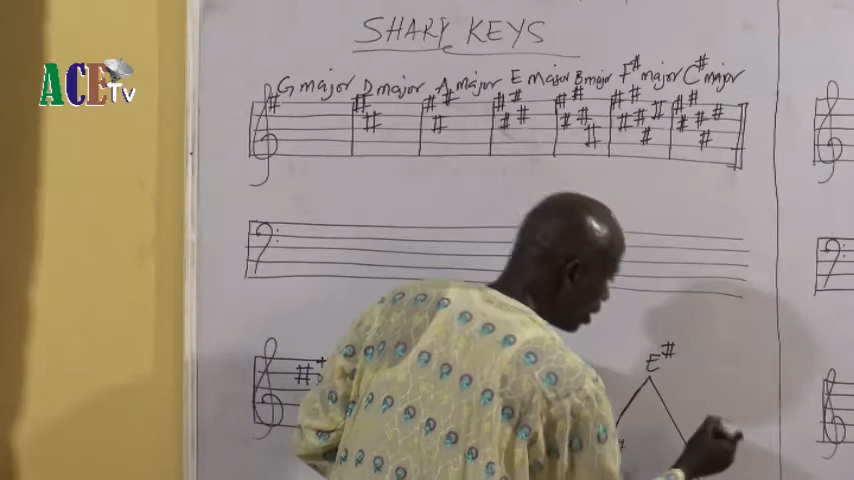 ACE
TV
SHARP KEYS
G major D major A major E major B major F# major C# major
E#